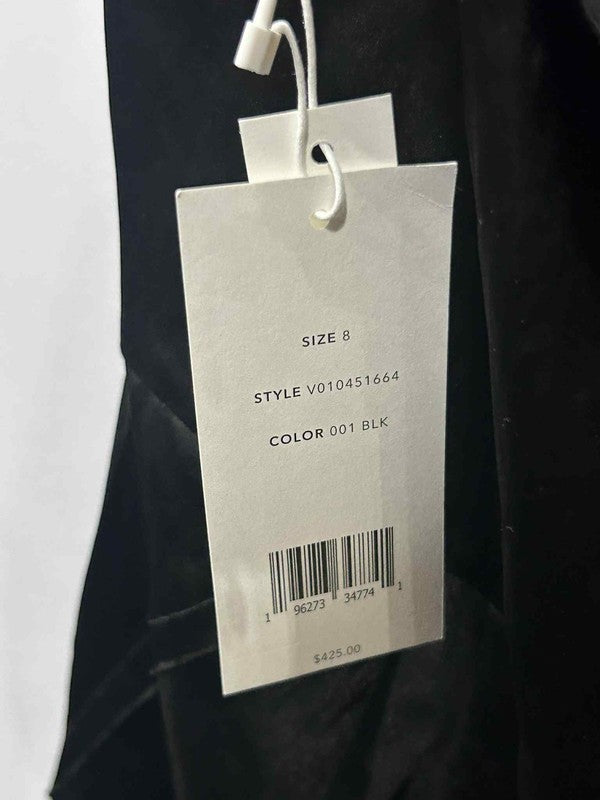 SIZE 8
STYLE V010451664
COLOR 001 BLK
1 96273 34774 1
$425.00